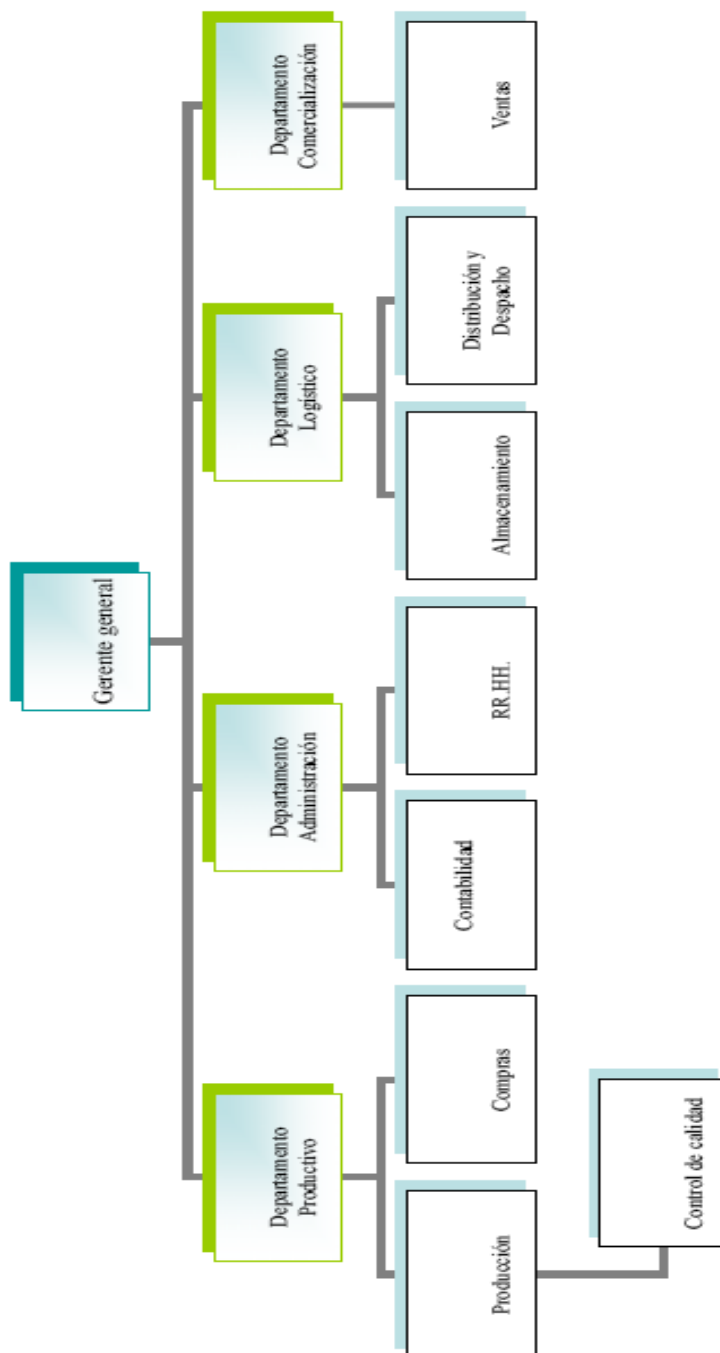 Gerente general
Departamento
Productivo
Departamento
Administración
Departamento
Logístico
Departamento
Comercialización
Producción
Compras
Contabilidad
RR.HH.
Almacenamiento
Distribución y
Despacho
Ventas
Control de calidad